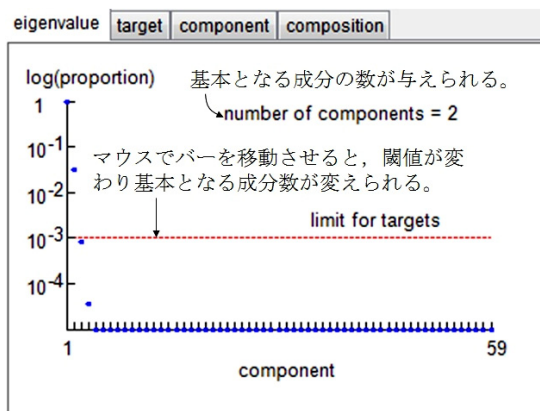 eigenvalue target component composition
log(proportion)
基本となる成分の数が与えられる。
number of components = 2
1
10-1
マウスでバーを移動させると，閾値が変
わり基本となる成分数が変えられる。
10-2
limit for targets
10-3
10-4
1
59
component